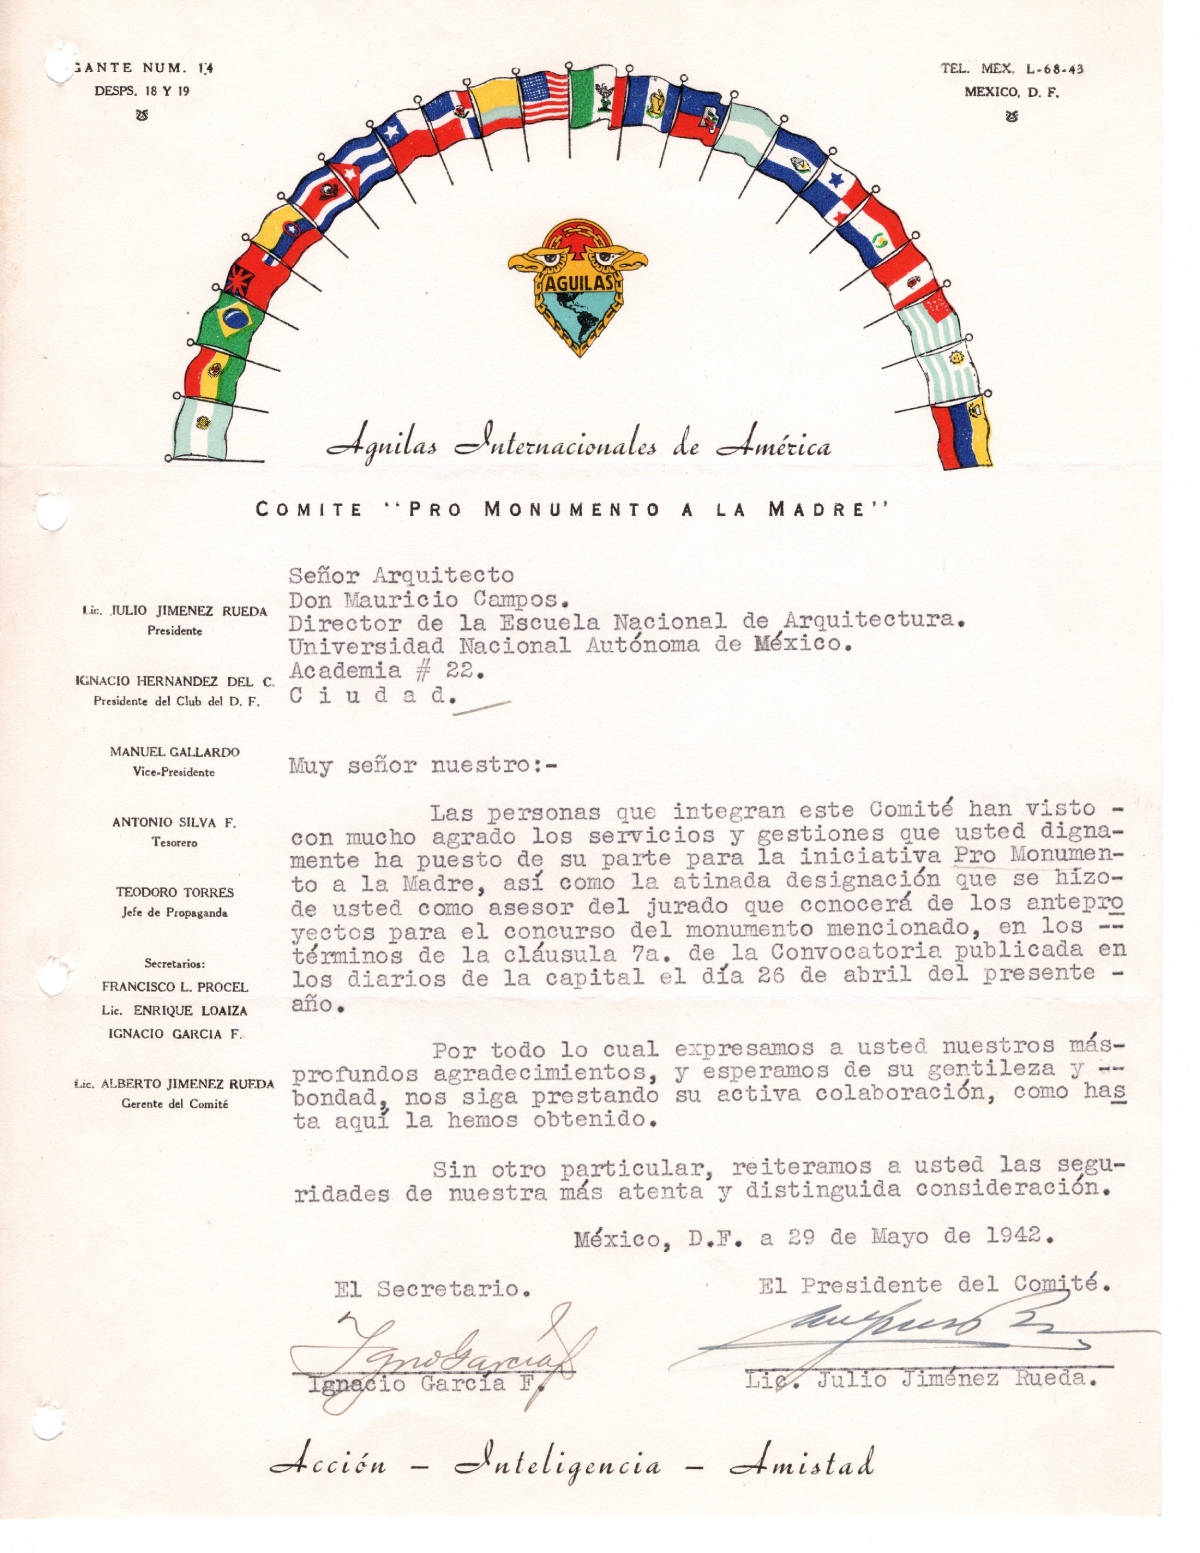 GANTE NUM. 14
DESPS. 18 Y 19
TEL. MEX. L-68-43
MEXICO, D. F.
AGUILAS
Aguilas Internacionales de América
COMITE "PRO MONUMENTO A LA MADRE"
Lic. JULIO JIMENEZ RUEDA
Presidente
IGNACIO HERNANDEZ DEL C.
Presidente del Club del D. F.
MANUEL GALLARDO
Vice-Presidente
ANTONIO SILVA F.
Tesorero
TEODORO TORRES
Jefe de Propaganda
Secretarios:
FRANCISCO L. PROCEL
Lic. ENRIQUE LOAIZA
IGNACIO GARCIA F.
Lic. ALBERTO JIMENEZ RUEDA
Gerente del Comité
Señor Arquitecto
Don Mauricio Campos.
Director de la Escuela Nacional de Arquitectura.
Universidad Nacional Autónoma de México.
Academia # 22.
C i u d a d.
Muy señor nuestro:-
Las personas que integran este Comité han visto -
con mucho agrado los servicios y gestiones que usted digna-
mente ha puesto de su parte para la iniciativa Pro Monumen-
to a la Madre, así como la atinada designación que se hizo-
de usted como asesor del jurado que conocerá de los antepro
yectos para el concurso del monumento mencionado, en los --
términos de la cláusula 7a. de la Convocatoria publicada en
los diarios de la capital el día 26 de abril del presente -
año.
Por todo lo cual expresamos a usted nuestros más-
profundos agradecimientos, y esperamos de su gentileza y --
bondad, nos siga prestando su activa colaboración, como has
ta aquí la hemos obtenido.
Sin otro particular, reiteramos a usted las segu-
ridades de nuestra más atenta y distinguida consideración.
México, D.F. a 29 de Mayo de 1942.
El Secretario.
El Presidente del Comité.
Igno Garcia F
Ignacio García F.
Lic. Julio Jiménez Rueda.
Acción - Inteligencia - Amistad